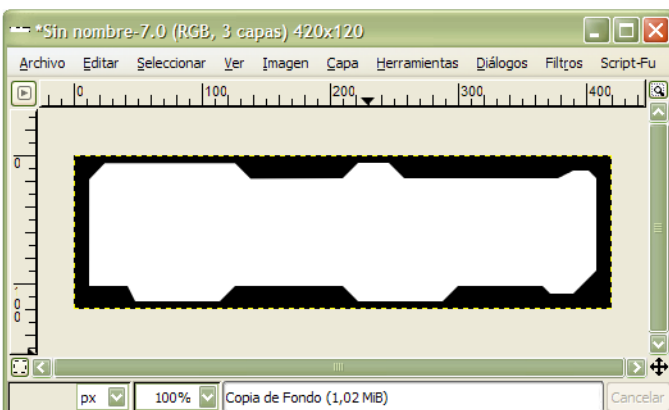 *Sin nombre-7.0 (RGB, 3 capas) 420x120
Archivo Editar Seleccionar Ver Imagen Capa Herramientas Diálogos Filtros Script-Fu
0 100 200 300 400
0
100
px 100% Copia de Fondo (1,02 MiB) Cancelar